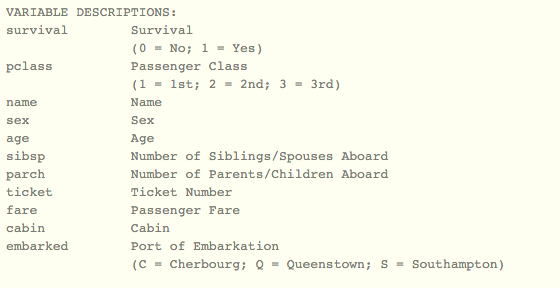 VARIABLE DESCRIPTIONS:
survival Survival
(0 = No; 1 = Yes)
pclass Passenger Class
(1 = 1st; 2 = 2nd; 3 = 3rd)
name Name
sex Sex
age Age
sibsp Number of Siblings/Spouses Aboard
parch Number of Parents/Children Aboard
ticket Ticket Number
fare Passenger Fare
cabin Cabin
embarked Port of Embarkation
(C = Cherbourg; Q = Queenstown; S = Southampton)